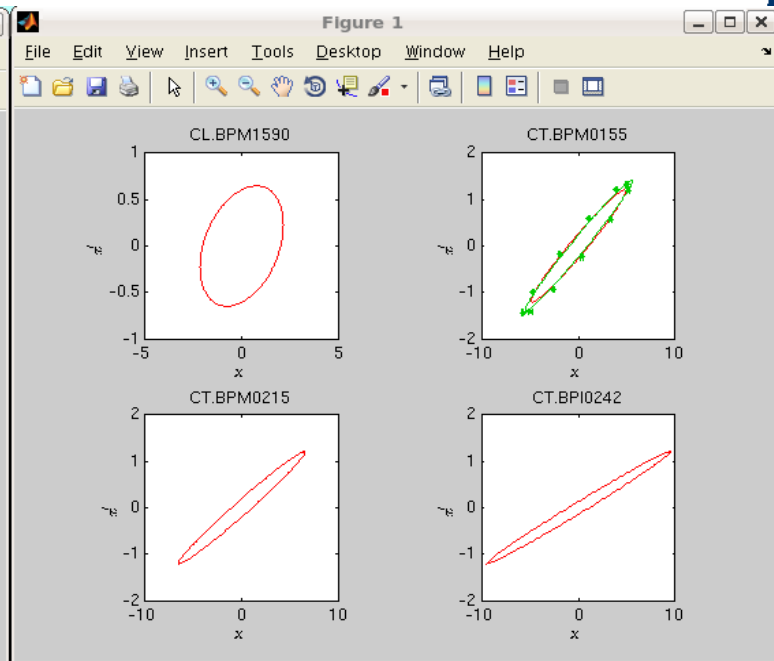 Figure 1
File Edit View Insert Tools Desktop Window Help
CL.BPM1590
1
0.5
0
-0.5
-1
-5 0 5
x
x'
CT.BPM0155
2
1
0
-1
-2
-10 0 10
x
x'
CT.BPM0215
2
1
0
-1
-2
-10 0 10
x
x'
CT.BPI0242
2
1
0
-1
-2
-10 0 10
x
x'